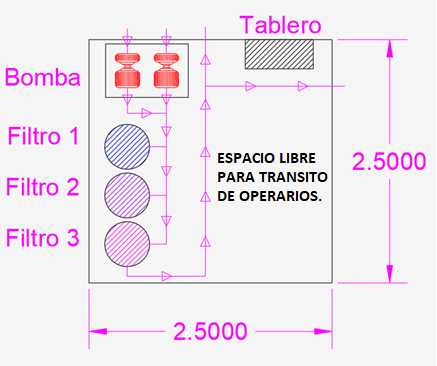 Tablero
Bomba
Filtro 1
Filtro 2
Filtro 3
ESPACIO LIBRE
PARA TRANSITO
DE OPERARIOS.
2.5000
2.5000